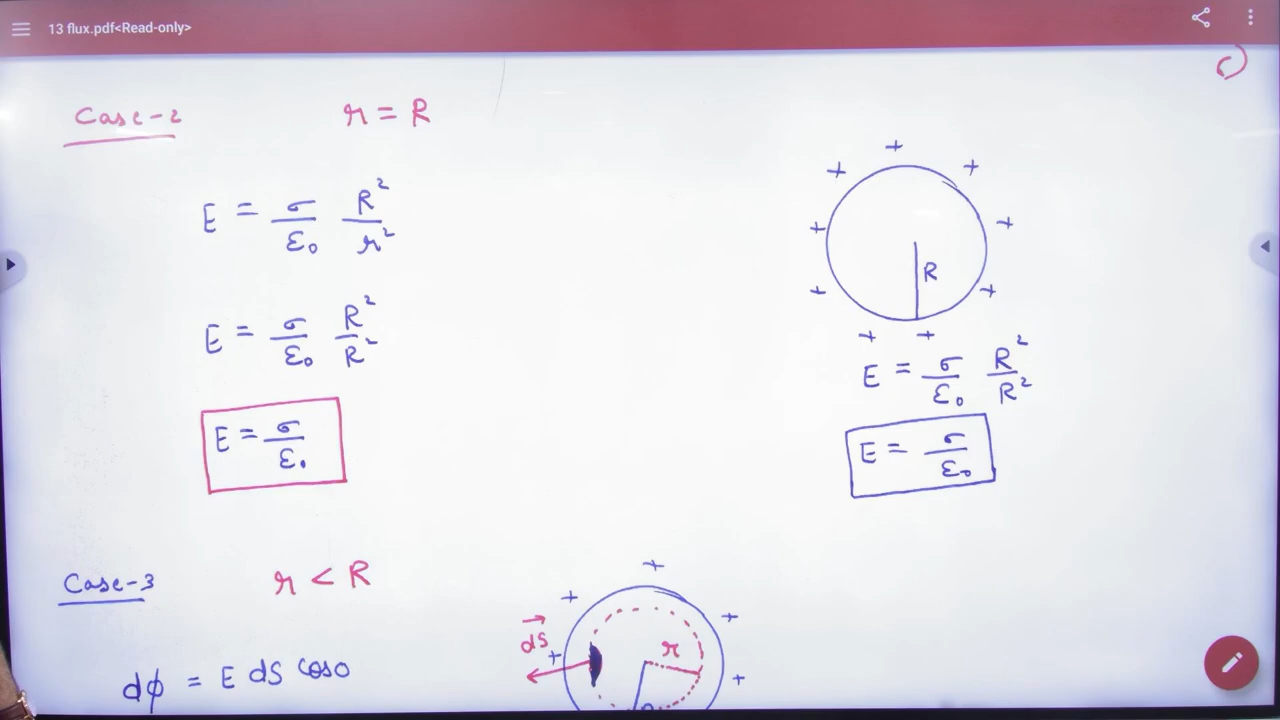 13 flux.pdf<Read-only>
Case-2 r = R
E = σ/ε₀ R²/r²
E = σ/ε₀ R²/R²
E = σ/ε₀
+ + + + + + + + +
R
E = σ/ε₀ R²/R²
E = σ/ε₀
Case-3 r < R
+ + + + +
dS
r
dϕ = E dS cos0